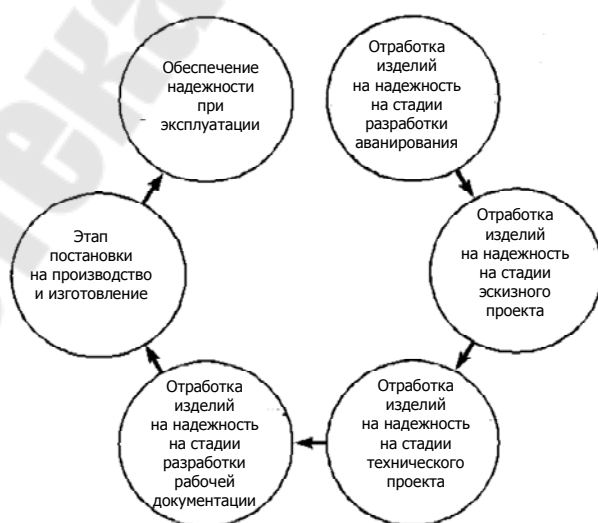 Отработка
изделий
на надежность
на стадии
разработки
аванирования
Отработка
изделий
на надежность
на стадии
эскизного
проекта
Отработка
изделий
на надежность
на стадии
технического
проекта
Отработка
изделий
на надежность
на стадии
разработки
рабочей
документации
Этап
постановки
на производство
и изготовление
Обеспечение
надежности
при
эксплуатации